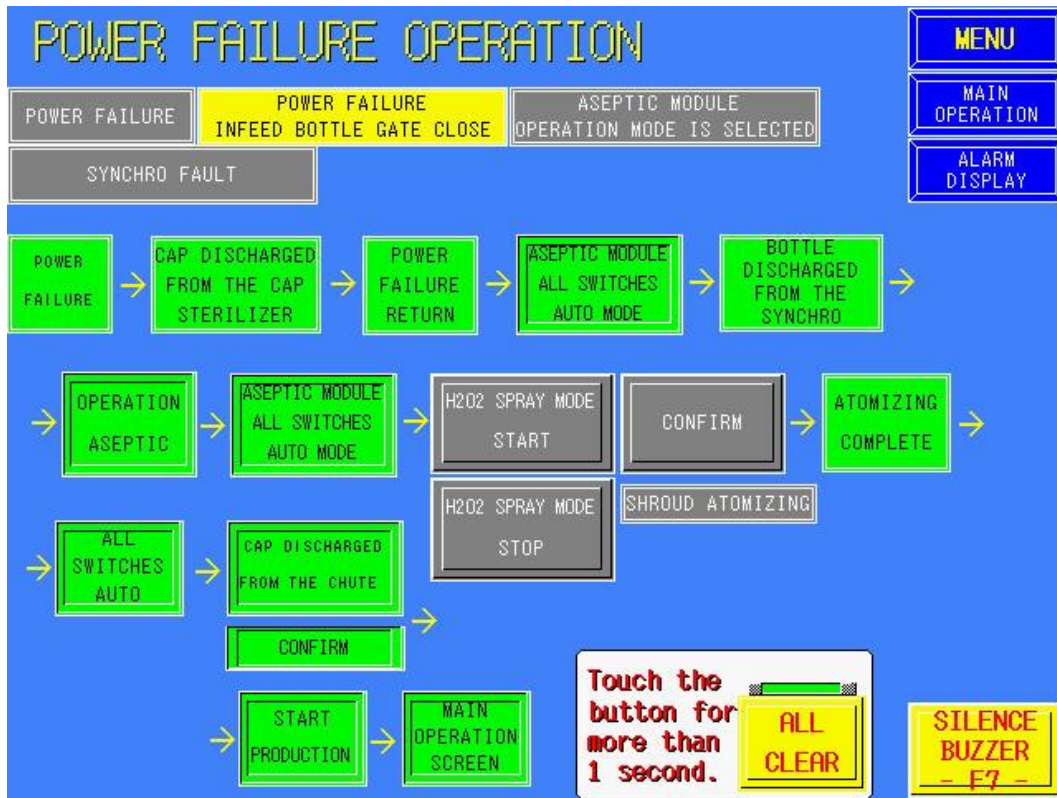 POWER FAILURE OPERATION
MENU
POWER FAILURE
POWER FAILURE
INFEED BOTTLE GATE CLOSE
ASEPTIC MODULE
OPERATION MODE IS SELECTED
MAIN
OPERATION
SYNCHRO FAULT
ALARM
DISPLAY
POWER
FAILURE
CAP DISCHARGED
FROM THE CAP
STERILIZER
POWER
FAILURE
RETURN
ASEPTIC MODULE
ALL SWITCHES
AUTO MODE
BOTTLE
DISCHARGED
FROM THE
SYNCHRO
OPERATION
ASEPTIC
ASEPTIC MODULE
ALL SWITCHES
AUTO MODE
H2O2 SPRAY MODE
START
CONFIRM
ATOMIZING
COMPLETE
H2O2 SPRAY MODE
STOP
SHROUD ATOMIZING
ALL
SWITCHES
AUTO
CAP DISCHARGED
FROM THE CHUTE
CONFIRM
START
PRODUCTION
MAIN
OPERATION
SCREEN
Touch the
button for
more than
1 second.
ALL
CLEAR
SILENCE
BUZZER
- F7 -